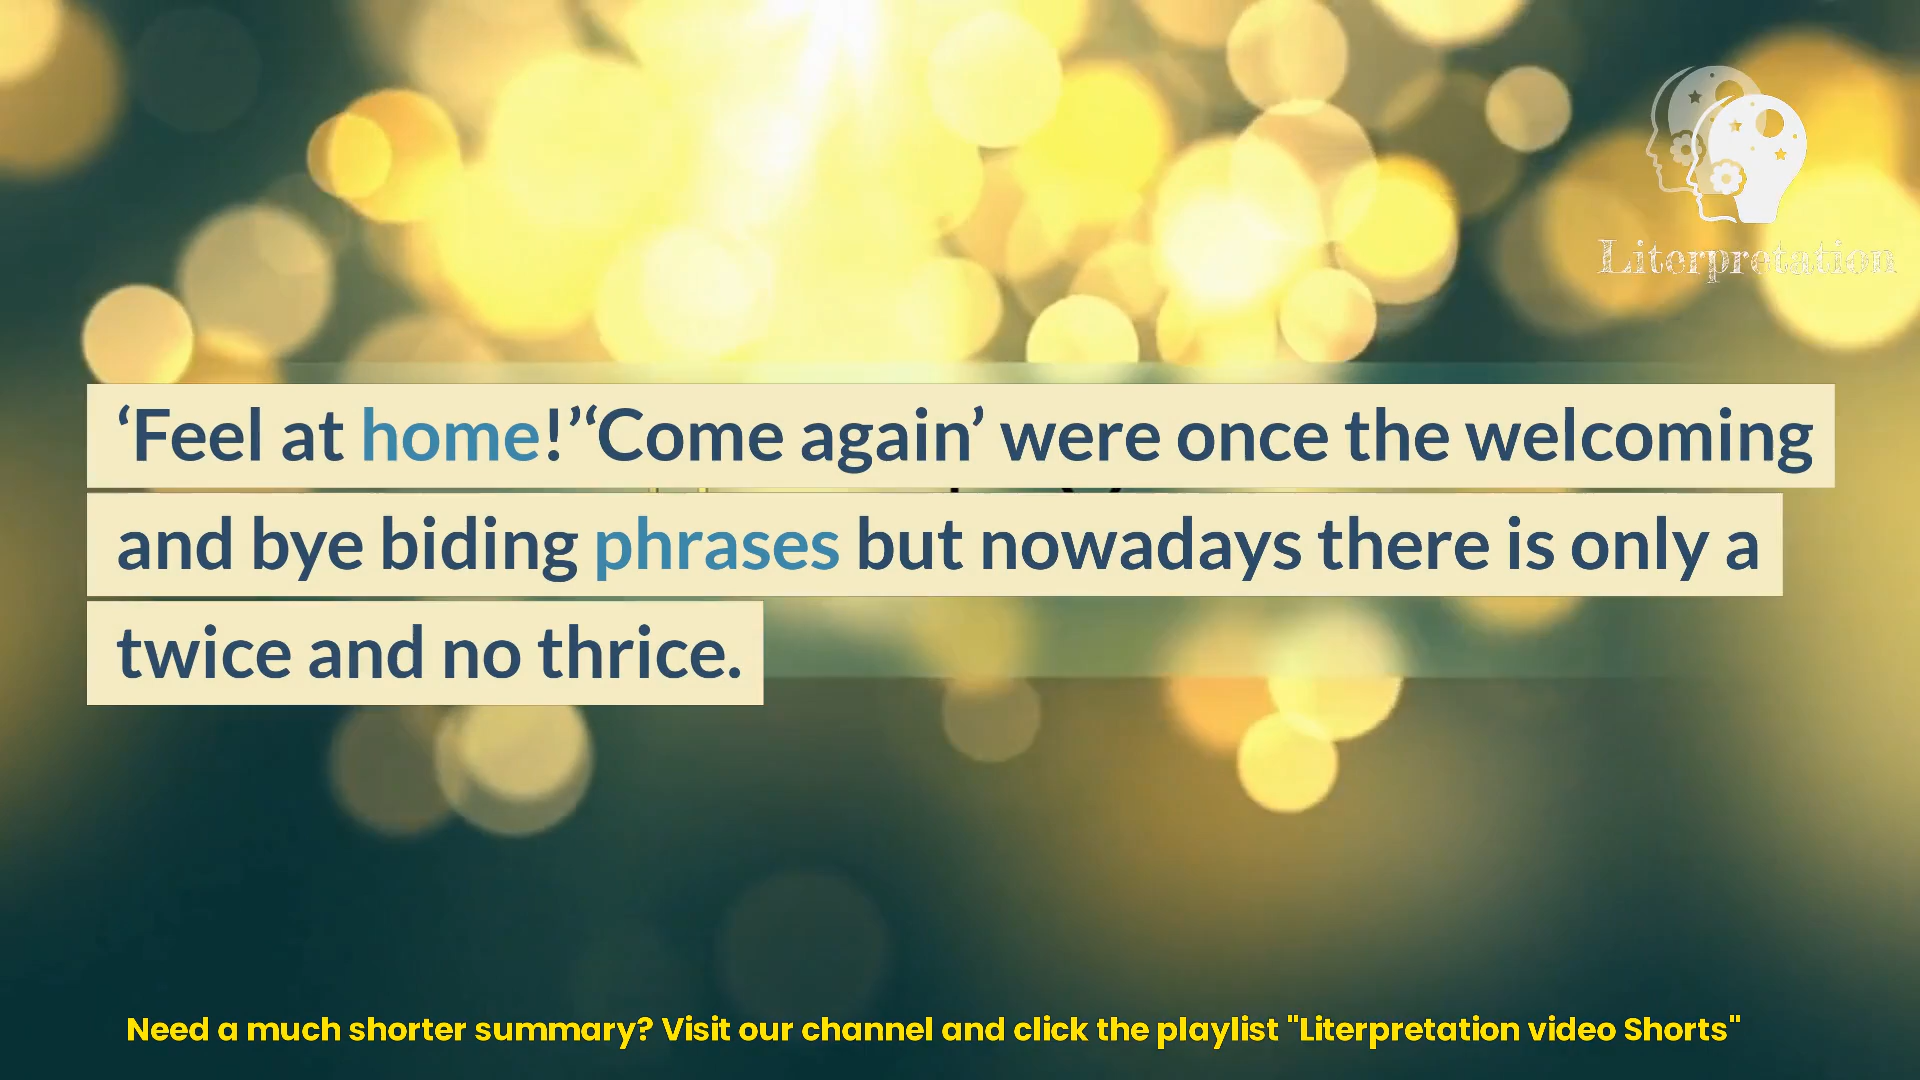 Literpretation
‘Feel at home!’‘Come again’ were once the welcoming
and bye biding phrases but nowadays there is only a
twice and no thrice.
Need a much shorter summary? Visit our channel and click the playlist "Literpretation video Shorts"